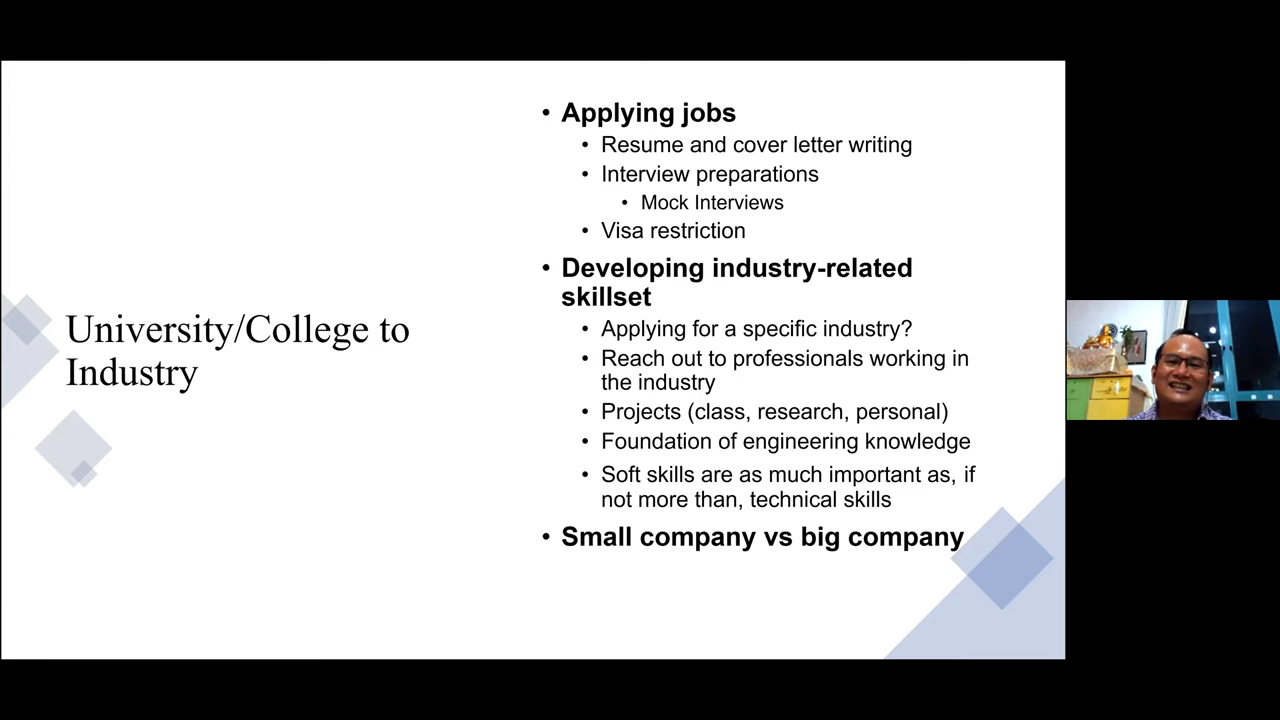 University/College to
Industry
• Applying jobs
• Resume and cover letter writing
• Interview preparations
• Mock Interviews
• Visa restriction
• Developing industry-related
skillset
• Applying for a specific industry?
• Reach out to professionals working in
the industry
• Projects (class, research, personal)
• Foundation of engineering knowledge
• Soft skills are as much important as, if
not more than, technical skills
• Small company vs big company